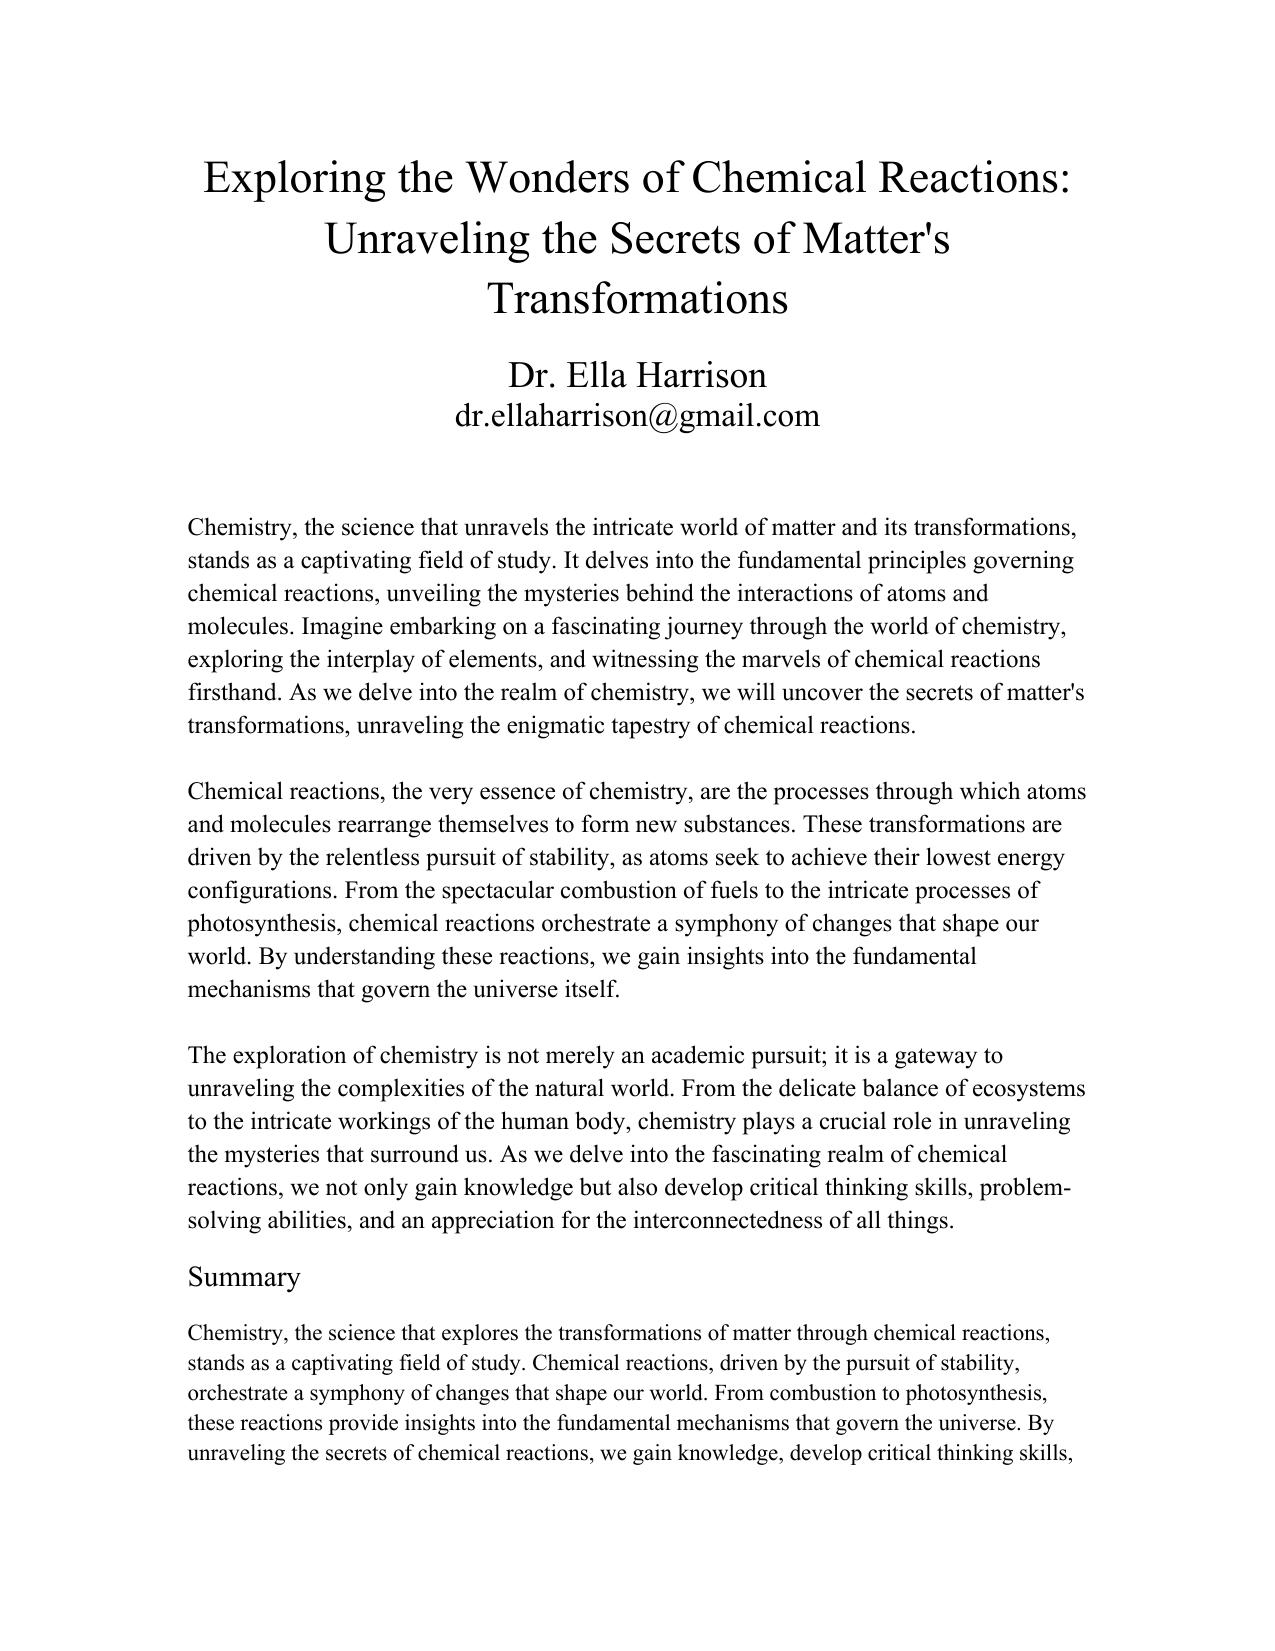 Exploring the Wonders of Chemical Reactions:
Unraveling the Secrets of Matter's
Transformations
Dr. Ella Harrison
dr.ellaharrison@gmail.com
Chemistry, the science that unravels the intricate world of matter and its transformations,
stands as a captivating field of study. It delves into the fundamental principles governing
chemical reactions, unveiling the mysteries behind the interactions of atoms and
molecules. Imagine embarking on a fascinating journey through the world of chemistry,
exploring the interplay of elements, and witnessing the marvels of chemical reactions
firsthand. As we delve into the realm of chemistry, we will uncover the secrets of matter's
transformations, unraveling the enigmatic tapestry of chemical reactions.
Chemical reactions, the very essence of chemistry, are the processes through which atoms
and molecules rearrange themselves to form new substances. These transformations are
driven by the relentless pursuit of stability, as atoms seek to achieve their lowest energy
configurations. From the spectacular combustion of fuels to the intricate processes of
photosynthesis, chemical reactions orchestrate a symphony of changes that shape our
world. By understanding these reactions, we gain insights into the fundamental
mechanisms that govern the universe itself.
The exploration of chemistry is not merely an academic pursuit; it is a gateway to
unraveling the complexities of the natural world. From the delicate balance of ecosystems
to the intricate workings of the human body, chemistry plays a crucial role in unraveling
the mysteries that surround us. As we delve into the fascinating realm of chemical
reactions, we not only gain knowledge but also develop critical thinking skills, problem-
solving abilities, and an appreciation for the interconnectedness of all things.
Summary
Chemistry, the science that explores the transformations of matter through chemical reactions,
stands as a captivating field of study. Chemical reactions, driven by the pursuit of stability,
orchestrate a symphony of changes that shape our world. From combustion to photosynthesis,
these reactions provide insights into the fundamental mechanisms that govern the universe. By
unraveling the secrets of chemical reactions, we gain knowledge, develop critical thinking skills,